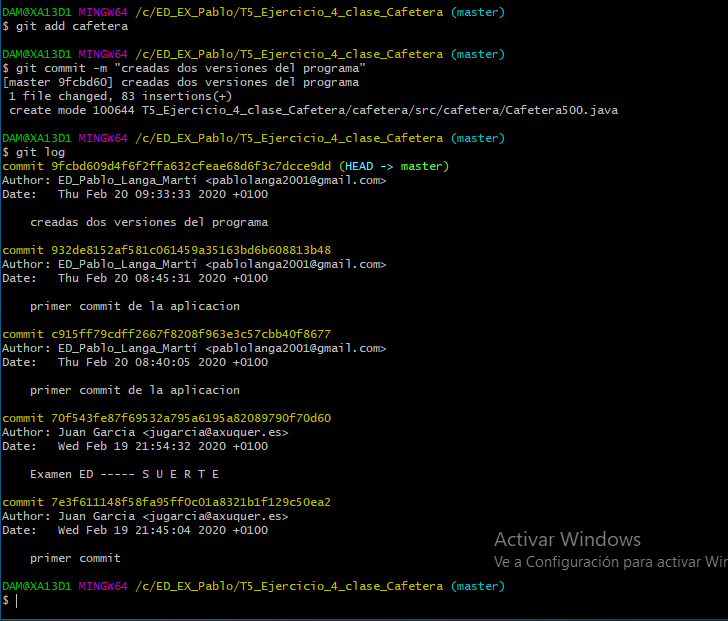 DAM@XA13D1 MINGW64 /c/ED_EX_Pablo/T5_Ejercicio_4_clase_Cafetera (master)
$ git add cafetera
DAM@XA13D1 MINGW64 /c/ED_EX_Pablo/T5_Ejercicio_4_clase_Cafetera (master)
$ git commit -m "creadas dos versiones del programa"
[master 9fcbd60] creadas dos versiones del programa
1 file changed, 83 insertions(+)
create mode 100644 T5_Ejercicio_4_clase_Cafetera/cafetera/src/cafetera/Cafetera500.java
DAM@XA13D1 MINGW64 /c/ED_EX_Pablo/T5_Ejercicio_4_clase_Cafetera (master)
$ git log
commit 9fcbd609d4f6f2ffa632cfeae68d6f3c7dcce9dd (HEAD -> master)
Author: ED_Pablo_Langa_Martí <pablolanga2001@gmail.com>
Date:   Thu Feb 20 09:33:33 2020 +0100
creadas dos versiones del programa
commit 932de8152af581c061459a35163bd6b608813b48
Author: ED_Pablo_Langa_Martí <pablolanga2001@gmail.com>
Date:   Thu Feb 20 08:45:31 2020 +0100
primer commit de la aplicacion
commit c915ff79cdff2667f8208f963e3c57cbb40f8677
Author: ED_Pablo_Langa_Martí <pablolanga2001@gmail.com>
Date:   Thu Feb 20 08:40:05 2020 +0100
primer commit de la aplicacion
commit 70f543fe87f69532a795a6195a82089790f70d60
Author: Juan Garcia <jugarcia@axuquer.es>
Date:   Wed Feb 19 21:54:32 2020 +0100
Examen ED ----- S U E R T E
commit 7e3f611148f58fa95ff0c01a8321b1f129c50ea2
Author: Juan Garcia <jugarcia@axuquer.es>
Date:   Wed Feb 19 21:45:04 2020 +0100
primer commit
Activar Windows
Ve a Configuración para activar Win
DAM@XA13D1 MINGW64 /c/ED_EX_Pablo/T5_Ejercicio_4_clase_Cafetera (master)
$